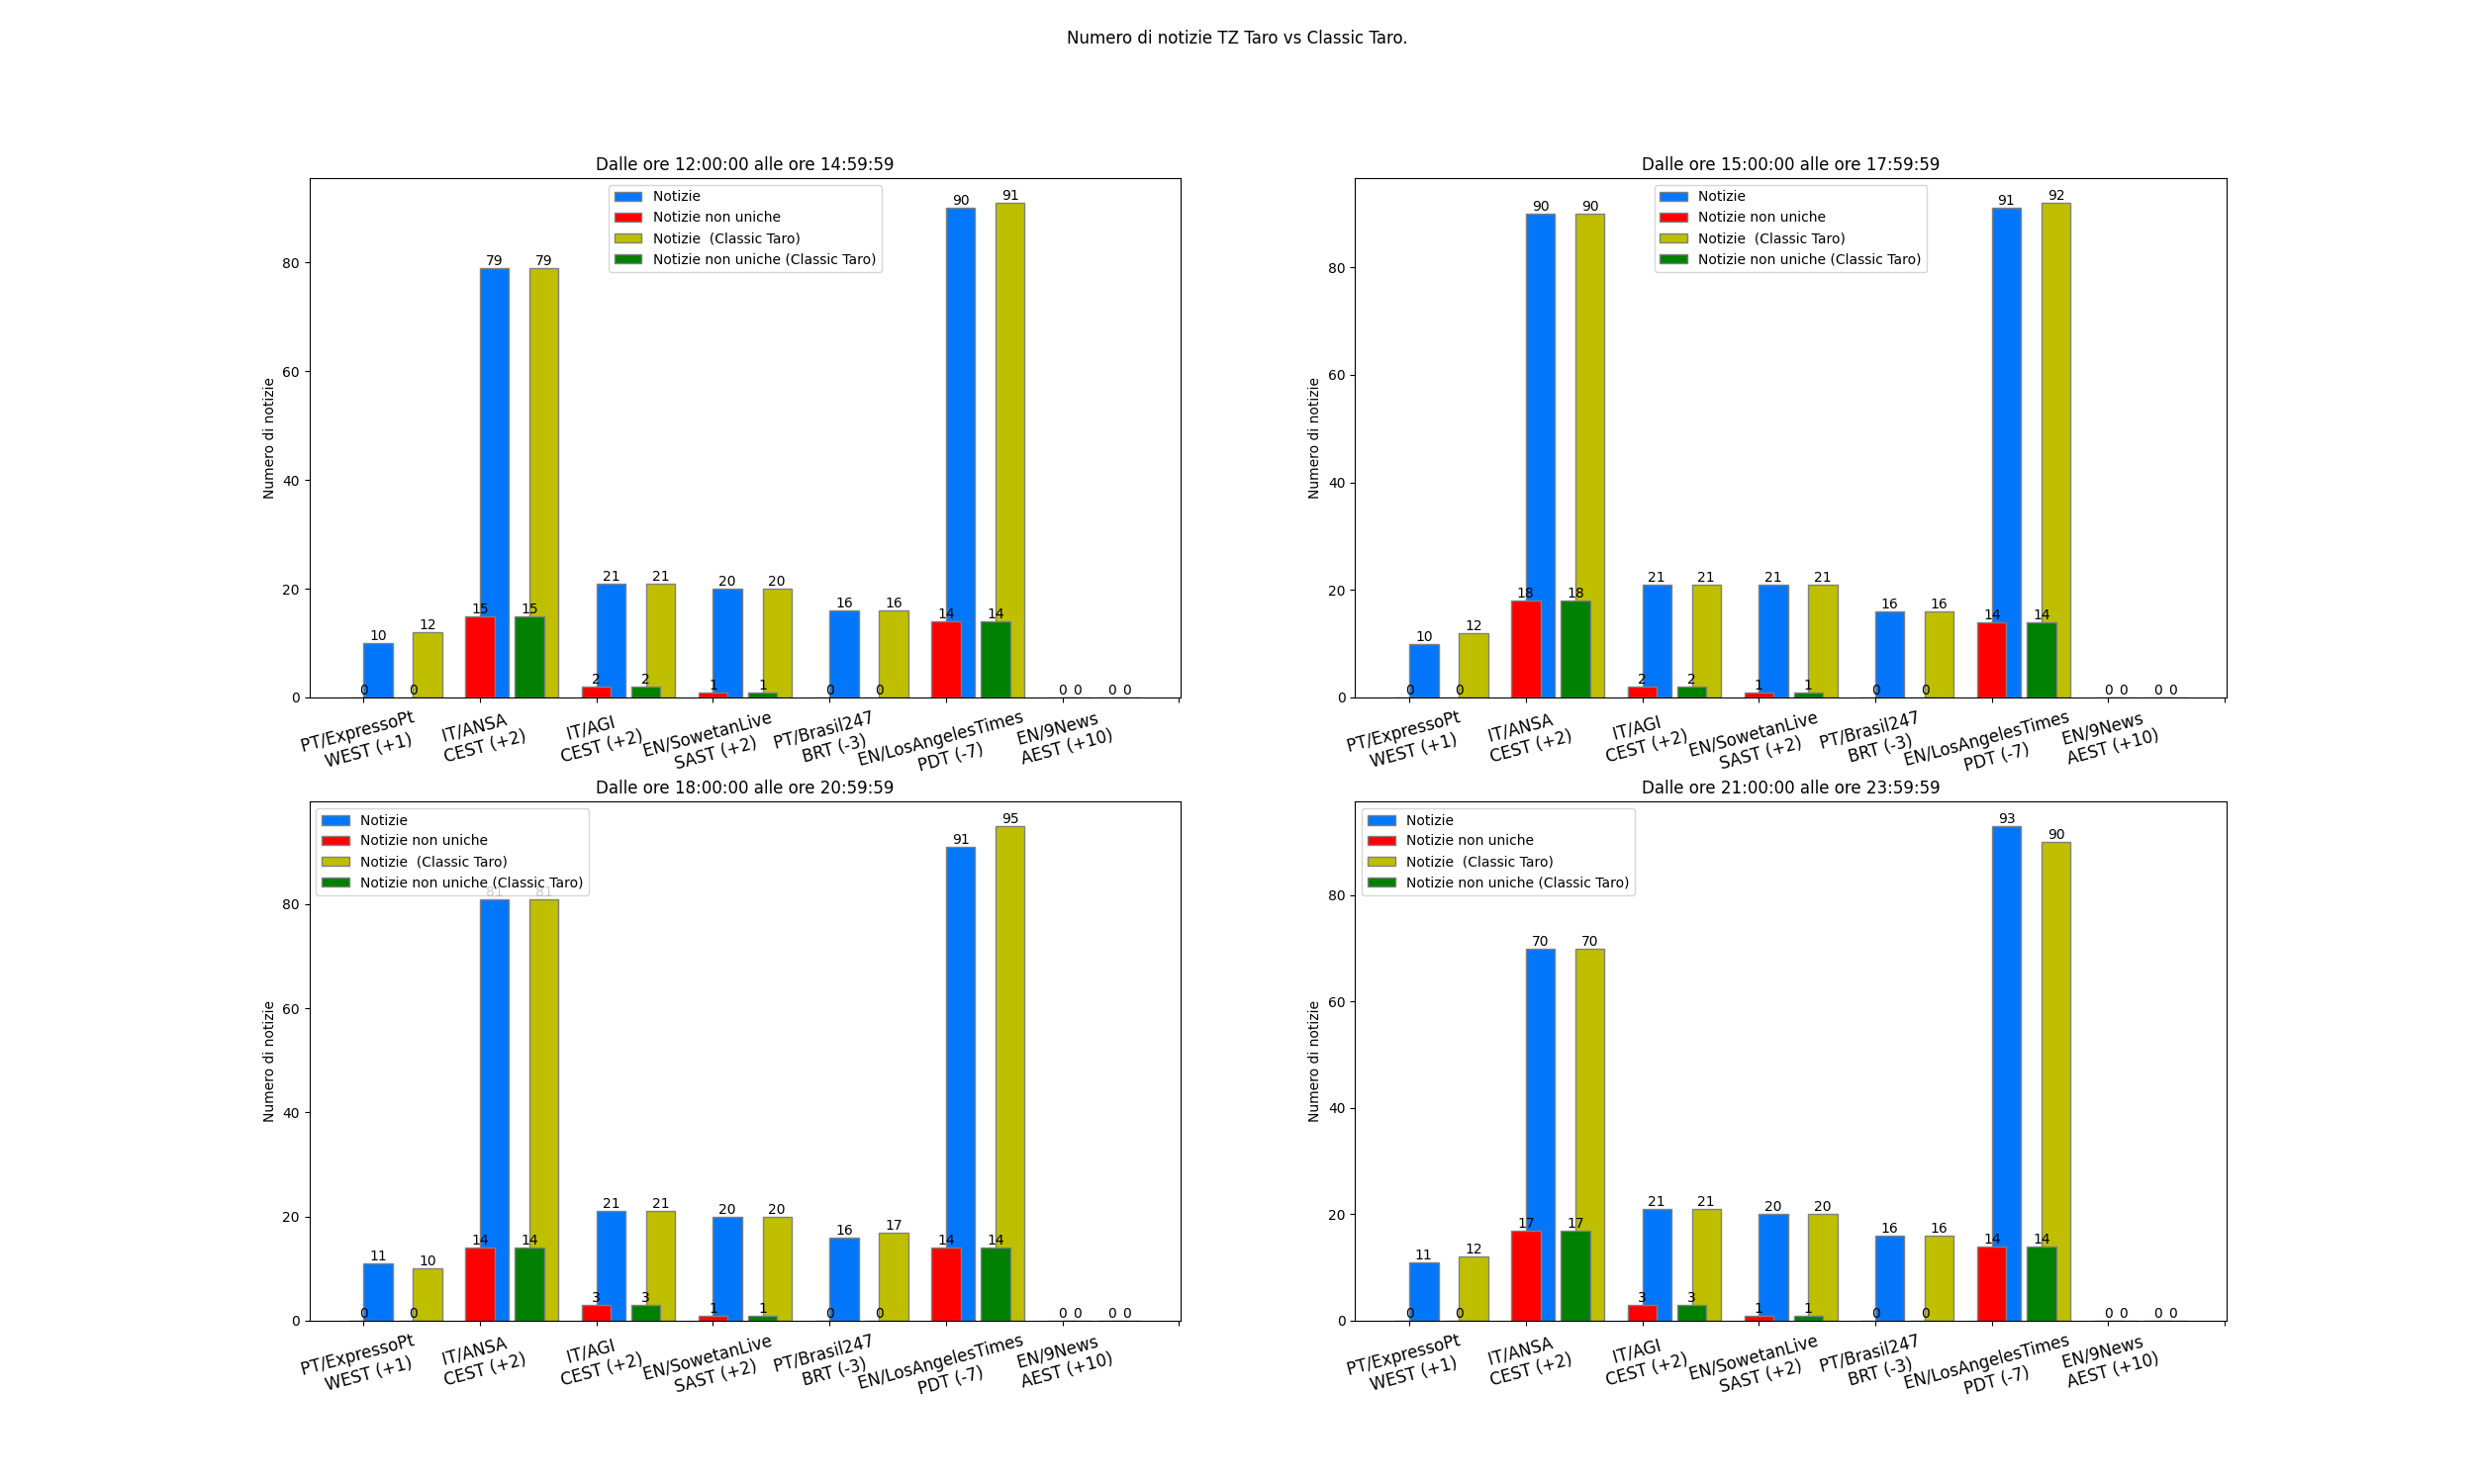 Numero di notizie TZ Taro vs Classic Taro.
Dalle ore 12:00:00 alle ore 14:59:59
Notizie
Notizie non uniche
Notizie  (Classic Taro)
Notizie non uniche (Classic Taro)
Numero di notizie
80
60
40
20
0
10 12 79 79 21 21 20 20 16 16 90 91 0 0
0 0 15 15 2 2 1 1 0 0 14 14 0 0
PT/ExpressoPt
WEST (+1)
IT/ANSA
CEST (+2)
IT/AGI
CEST (+2)
EN/SowetanLive
SAST (+2)
PT/Brasil247
BRT (-3)
EN/LosAngelesTimes
PDT (-7)
EN/9News
AEST (+10)
Dalle ore 15:00:00 alle ore 17:59:59
Notizie
Notizie non uniche
Notizie  (Classic Taro)
Notizie non uniche (Classic Taro)
Numero di notizie
80
60
40
20
0
10 12 90 90 21 21 21 21 16 16 91 92 0 0
0 0 18 18 2 2 1 1 0 0 14 14 0 0
PT/ExpressoPt
WEST (+1)
IT/ANSA
CEST (+2)
IT/AGI
CEST (+2)
EN/SowetanLive
SAST (+2)
PT/Brasil247
BRT (-3)
EN/LosAngelesTimes
PDT (-7)
EN/9News
AEST (+10)
Dalle ore 18:00:00 alle ore 20:59:59
Notizie
Notizie non uniche
Notizie  (Classic Taro)
Notizie non uniche (Classic Taro)
Numero di notizie
80
60
40
20
0
11 10 81 81 21 21 20 20 16 17 91 95 0 0
0 0 14 14 3 3 1 1 0 0 14 14 0 0
PT/ExpressoPt
WEST (+1)
IT/ANSA
CEST (+2)
IT/AGI
CEST (+2)
EN/SowetanLive
SAST (+2)
PT/Brasil247
BRT (-3)
EN/LosAngelesTimes
PDT (-7)
EN/9News
AEST (+10)
Dalle ore 21:00:00 alle ore 23:59:59
Notizie
Notizie non uniche
Notizie  (Classic Taro)
Notizie non uniche (Classic Taro)
Numero di notizie
80
60
40
20
0
11 12 70 70 21 21 20 20 16 16 93 90 0 0
0 0 17 17 3 3 1 1 0 0 14 14 0 0
PT/ExpressoPt
WEST (+1)
IT/ANSA
CEST (+2)
IT/AGI
CEST (+2)
EN/SowetanLive
SAST (+2)
PT/Brasil247
BRT (-3)
EN/LosAngelesTimes
PDT (-7)
EN/9News
AEST (+10)